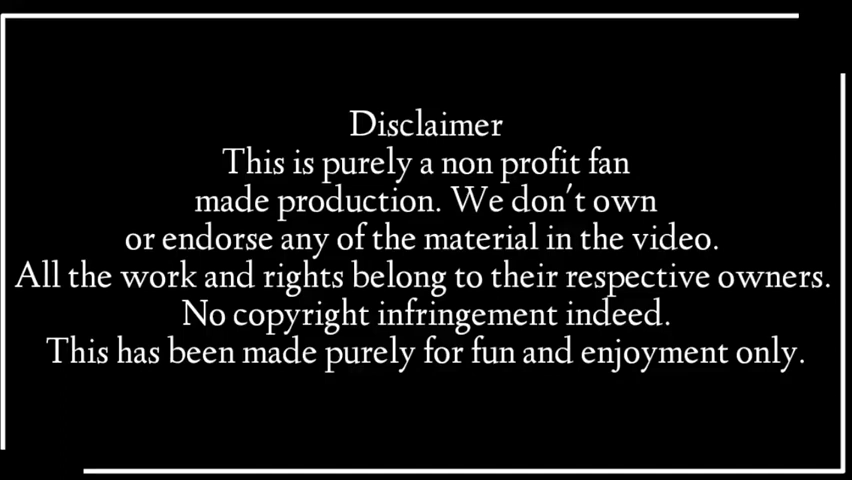 Disclaimer
This is purely a non profit fan
made production. We don't own
or endorse any of the material in the video.
All the work and rights belong to their respective owners.
No copyright infringement indeed.
This has been made purely for fun and enjoyment only.